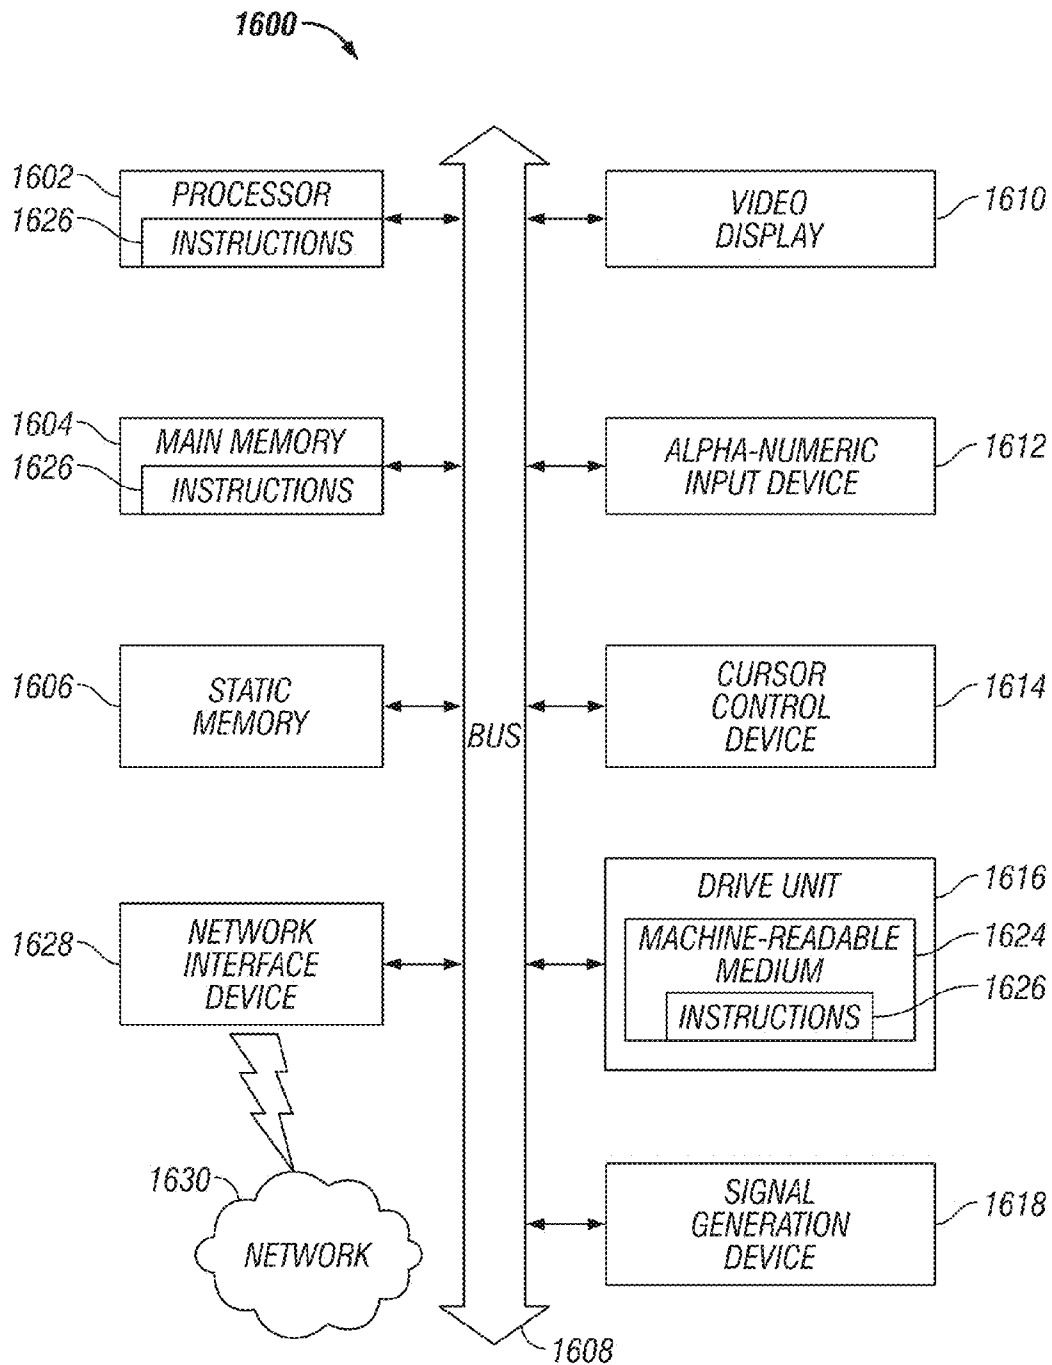 1600
1602
PROCESSOR
1626
INSTRUCTIONS
VIDEO
DISPLAY
1610
1604
MAIN MEMORY
1626
INSTRUCTIONS
ALPHA-NUMERIC
INPUT DEVICE
1612
1606
STATIC
MEMORY
BUS
CURSOR
CONTROL
DEVICE
1614
1628
NETWORK
INTERFACE
DEVICE
DRIVE UNIT
1616
MACHINE-READABLE
MEDIUM
1624
INSTRUCTIONS
1626
1630
NETWORK
SIGNAL
GENERATION
DEVICE
1618
1608